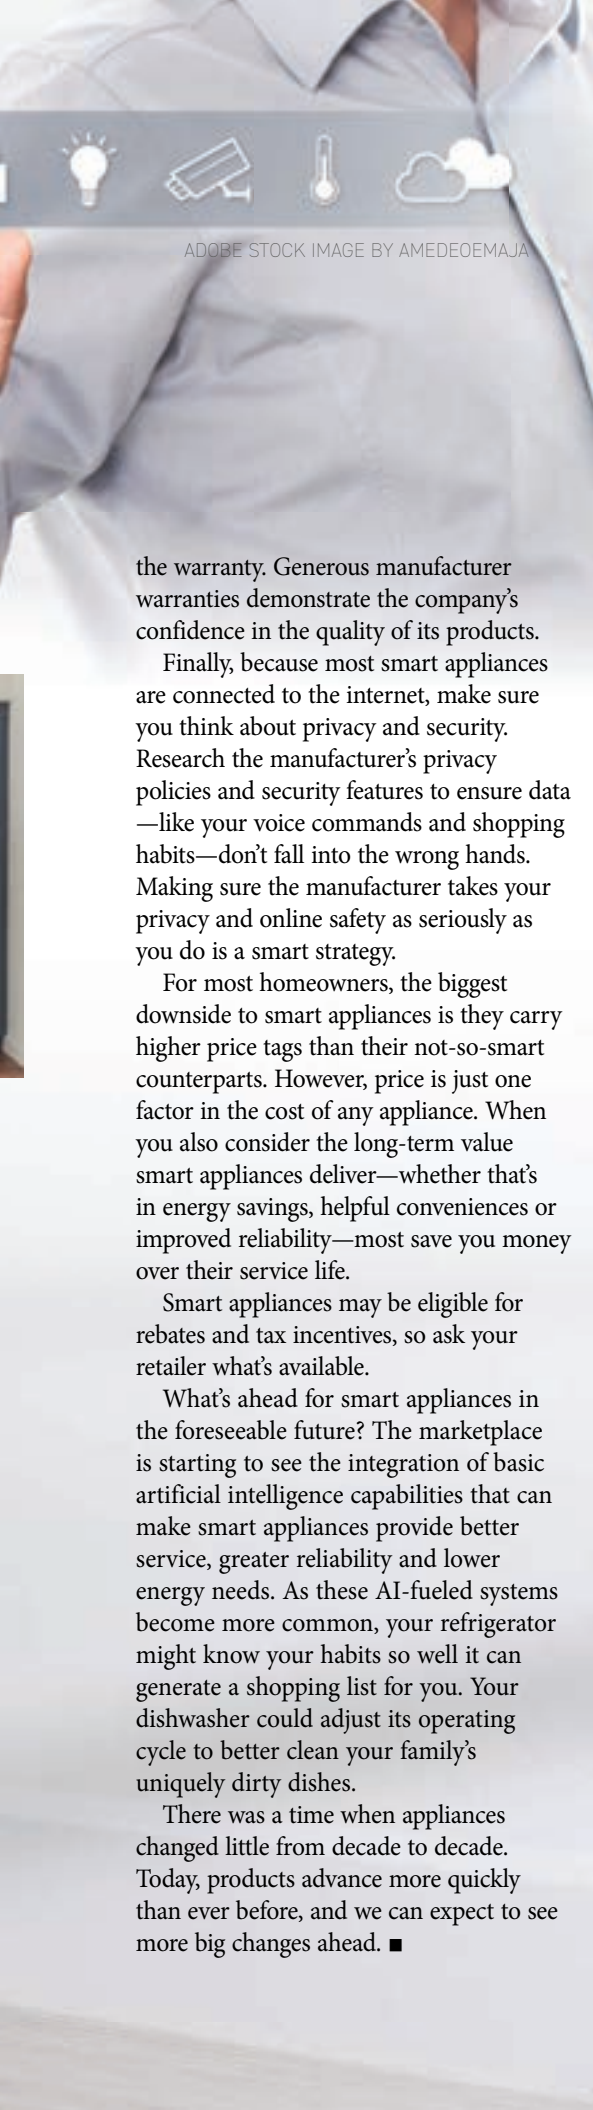 ADOBE STOCK IMAGE BY AMEDEOEMAJA
the warranty. Generous manufacturer
warranties demonstrate the company’s
confidence in the quality of its products.
Finally, because most smart appliances
are connected to the internet, make sure
you think about privacy and security.
Research the manufacturer’s privacy
policies and security features to ensure data
—like your voice commands and shopping
habits—don’t fall into the wrong hands.
Making sure the manufacturer takes your
privacy and online safety as seriously as
you do is a smart strategy.
For most homeowners, the biggest
downside to smart appliances is they carry
higher price tags than their not-so-smart
counterparts. However, price is just one
factor in the cost of any appliance. When
you also consider the long-term value
smart appliances deliver—whether that’s
in energy savings, helpful conveniences or
improved reliability—most save you money
over their service life.
Smart appliances may be eligible for
rebates and tax incentives, so ask your
retailer what’s available.
What’s ahead for smart appliances in
the foreseeable future? The marketplace
is starting to see the integration of basic
artificial intelligence capabilities that can
make smart appliances provide better
service, greater reliability and lower
energy needs. As these AI-fueled systems
become more common, your refrigerator
might know your habits so well it can
generate a shopping list for you. Your
dishwasher could adjust its operating
cycle to better clean your family’s
uniquely dirty dishes.
There was a time when appliances
changed little from decade to decade.
Today, products advance more quickly
than ever before, and we can expect to see
more big changes ahead. ■